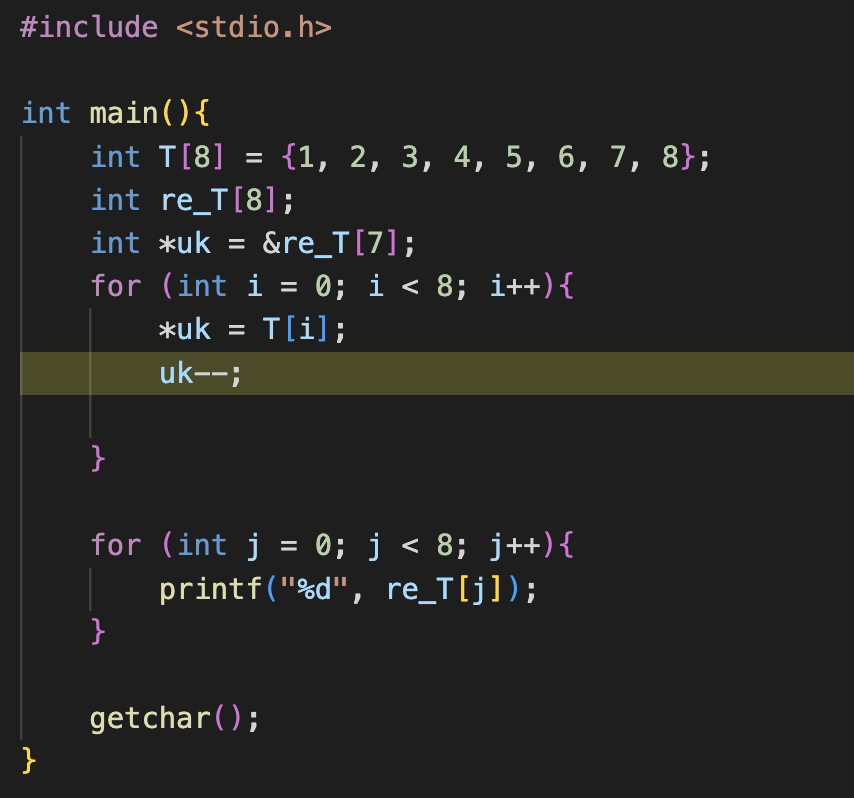 #include <stdio.h>
int main(){
    int T[8] = {1, 2, 3, 4, 5, 6, 7, 8};
    int re_T[8];
    int *uk = &re_T[7];
    for (int i = 0; i < 8; i++){
        *uk = T[i];
        uk--;
    }
    for (int j = 0; j < 8; j++){
        printf("%d", re_T[j]);
    }
    getchar();
}